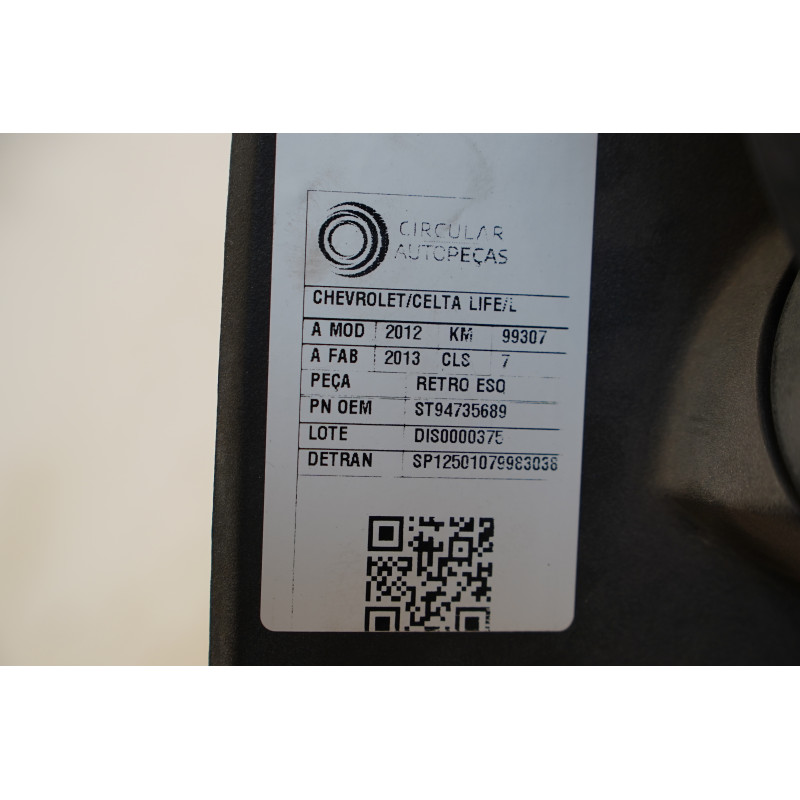 CIRCULAR
AUTOPEÇAS
CHEVROLET/CELTA LIFE/L
A MOD 2012 KM 99307
A FAB 2013 CLS 7
PEÇA RETRO ESQ
PN OEM ST94735689
LOTE DIS0000375
DETRAN SP12501079983038